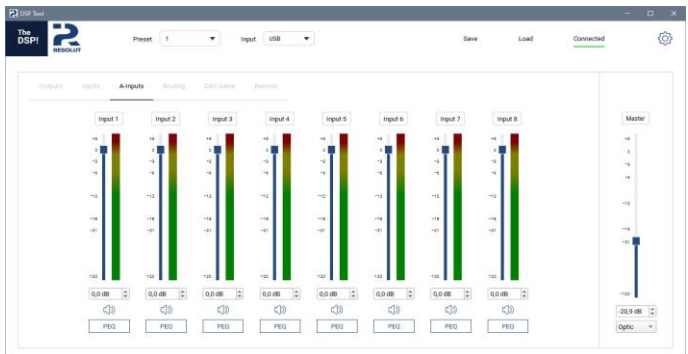 DSP Tool
The
DSP!
RESOLUT
Preset 1 Input USB Save Load Connected
Outputs Inputs A-Inputs Routing DAC Sabre Remote
Input 1 Input 2 Input 3 Input 4 Input 5 Input 6 Input 7 Input 8 Master
0,0 dB 0,0 dB 0,0 dB 0,0 dB 0,0 dB 0,0 dB 0,0 dB 0,0 dB
-20,9 dB
PEQ PEQ PEQ PEQ PEQ PEQ PEQ PEQ Optic